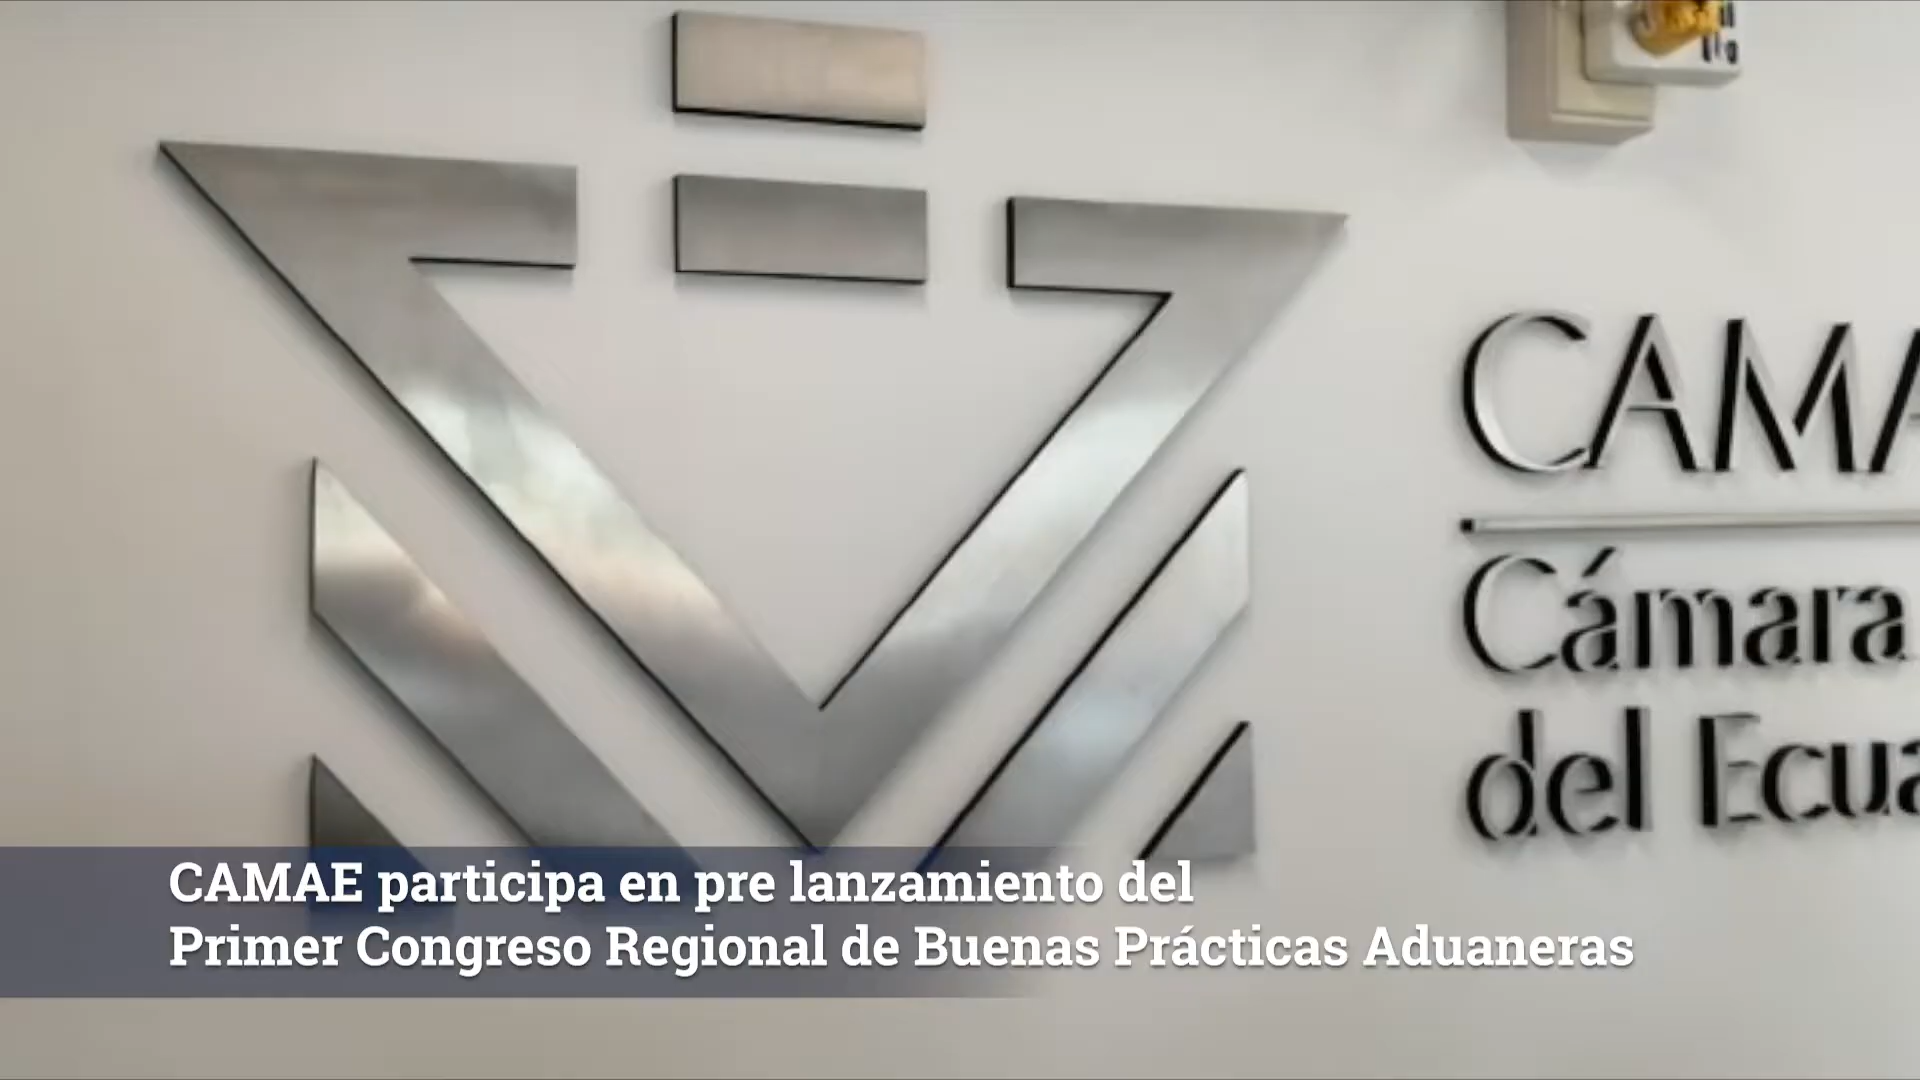 CAMA
Cámara
del Ecua
CAMAE participa en pre lanzamiento del
Primer Congreso Regional de Buenas Prácticas Aduaneras